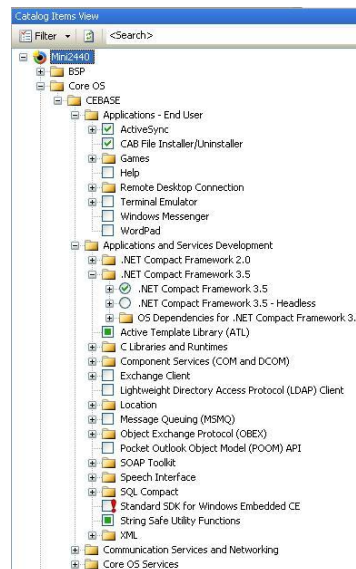 Catalog Items View
Filter <Search>
Mini2440
BSP
Core OS
CEBASE
Applications - End User
ActiveSync
CAB File Installer/Uninstaller
Games
Help
Remote Desktop Connection
Terminal Emulator
Windows Messenger
WordPad
Applications and Services Development
.NET Compact Framework 2.0
.NET Compact Framework 3.5
.NET Compact Framework 3.5
.NET Compact Framework 3.5 - Headless
OS Dependencies for .NET Compact Framework 3.
Active Template Library (ATL)
C Libraries and Runtimes
Component Services (COM and DCOM)
Exchange Client
Lightweight Directory Access Protocol (LDAP) Client
Location
Message Queuing (MSMQ)
Object Exchange Protocol (OBEX)
Pocket Outlook Object Model (POOM) API
SOAP Toolkit
Speech Interface
SQL Compact
Standard SDK for Windows Embedded CE
String Safe Utility Functions
XML
Communication Services and Networking
Core OS Services